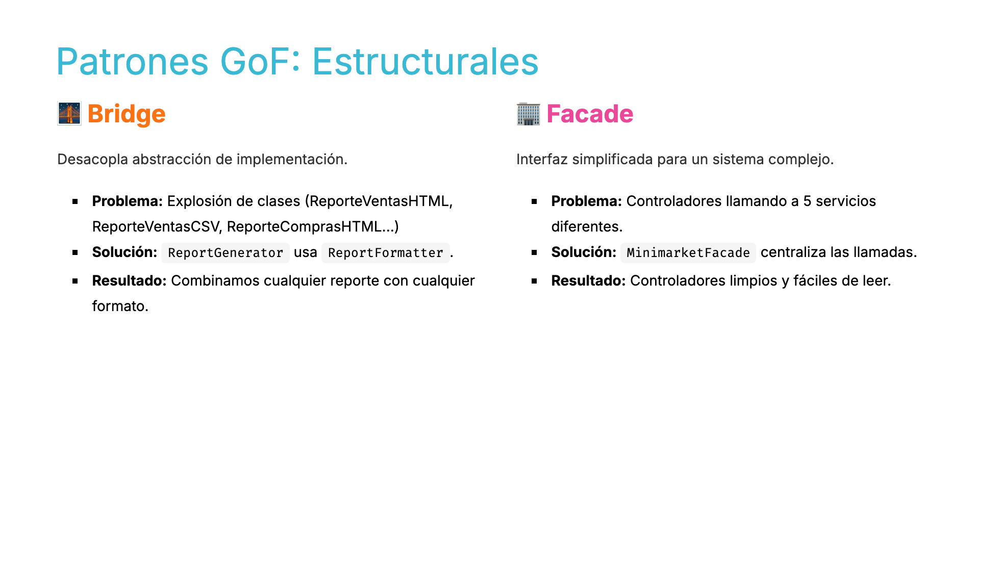 Patrones GoF: Estructurales
Bridge
Desacopla abstracción de implementación.
Problema: Explosión de clases (ReporteVentasHTML,
ReporteVentasCSV, ReporteComprasHTML...)
Solución: ReportGenerator usa ReportFormatter.
Resultado: Combinamos cualquier reporte con cualquier
formato.
Facade
Interfaz simplificada para un sistema complejo.
Problema: Controladores llamando a 5 servicios
diferentes.
Solución: MinimarketFacade centraliza las llamadas.
Resultado: Controladores limpios y fáciles de leer.